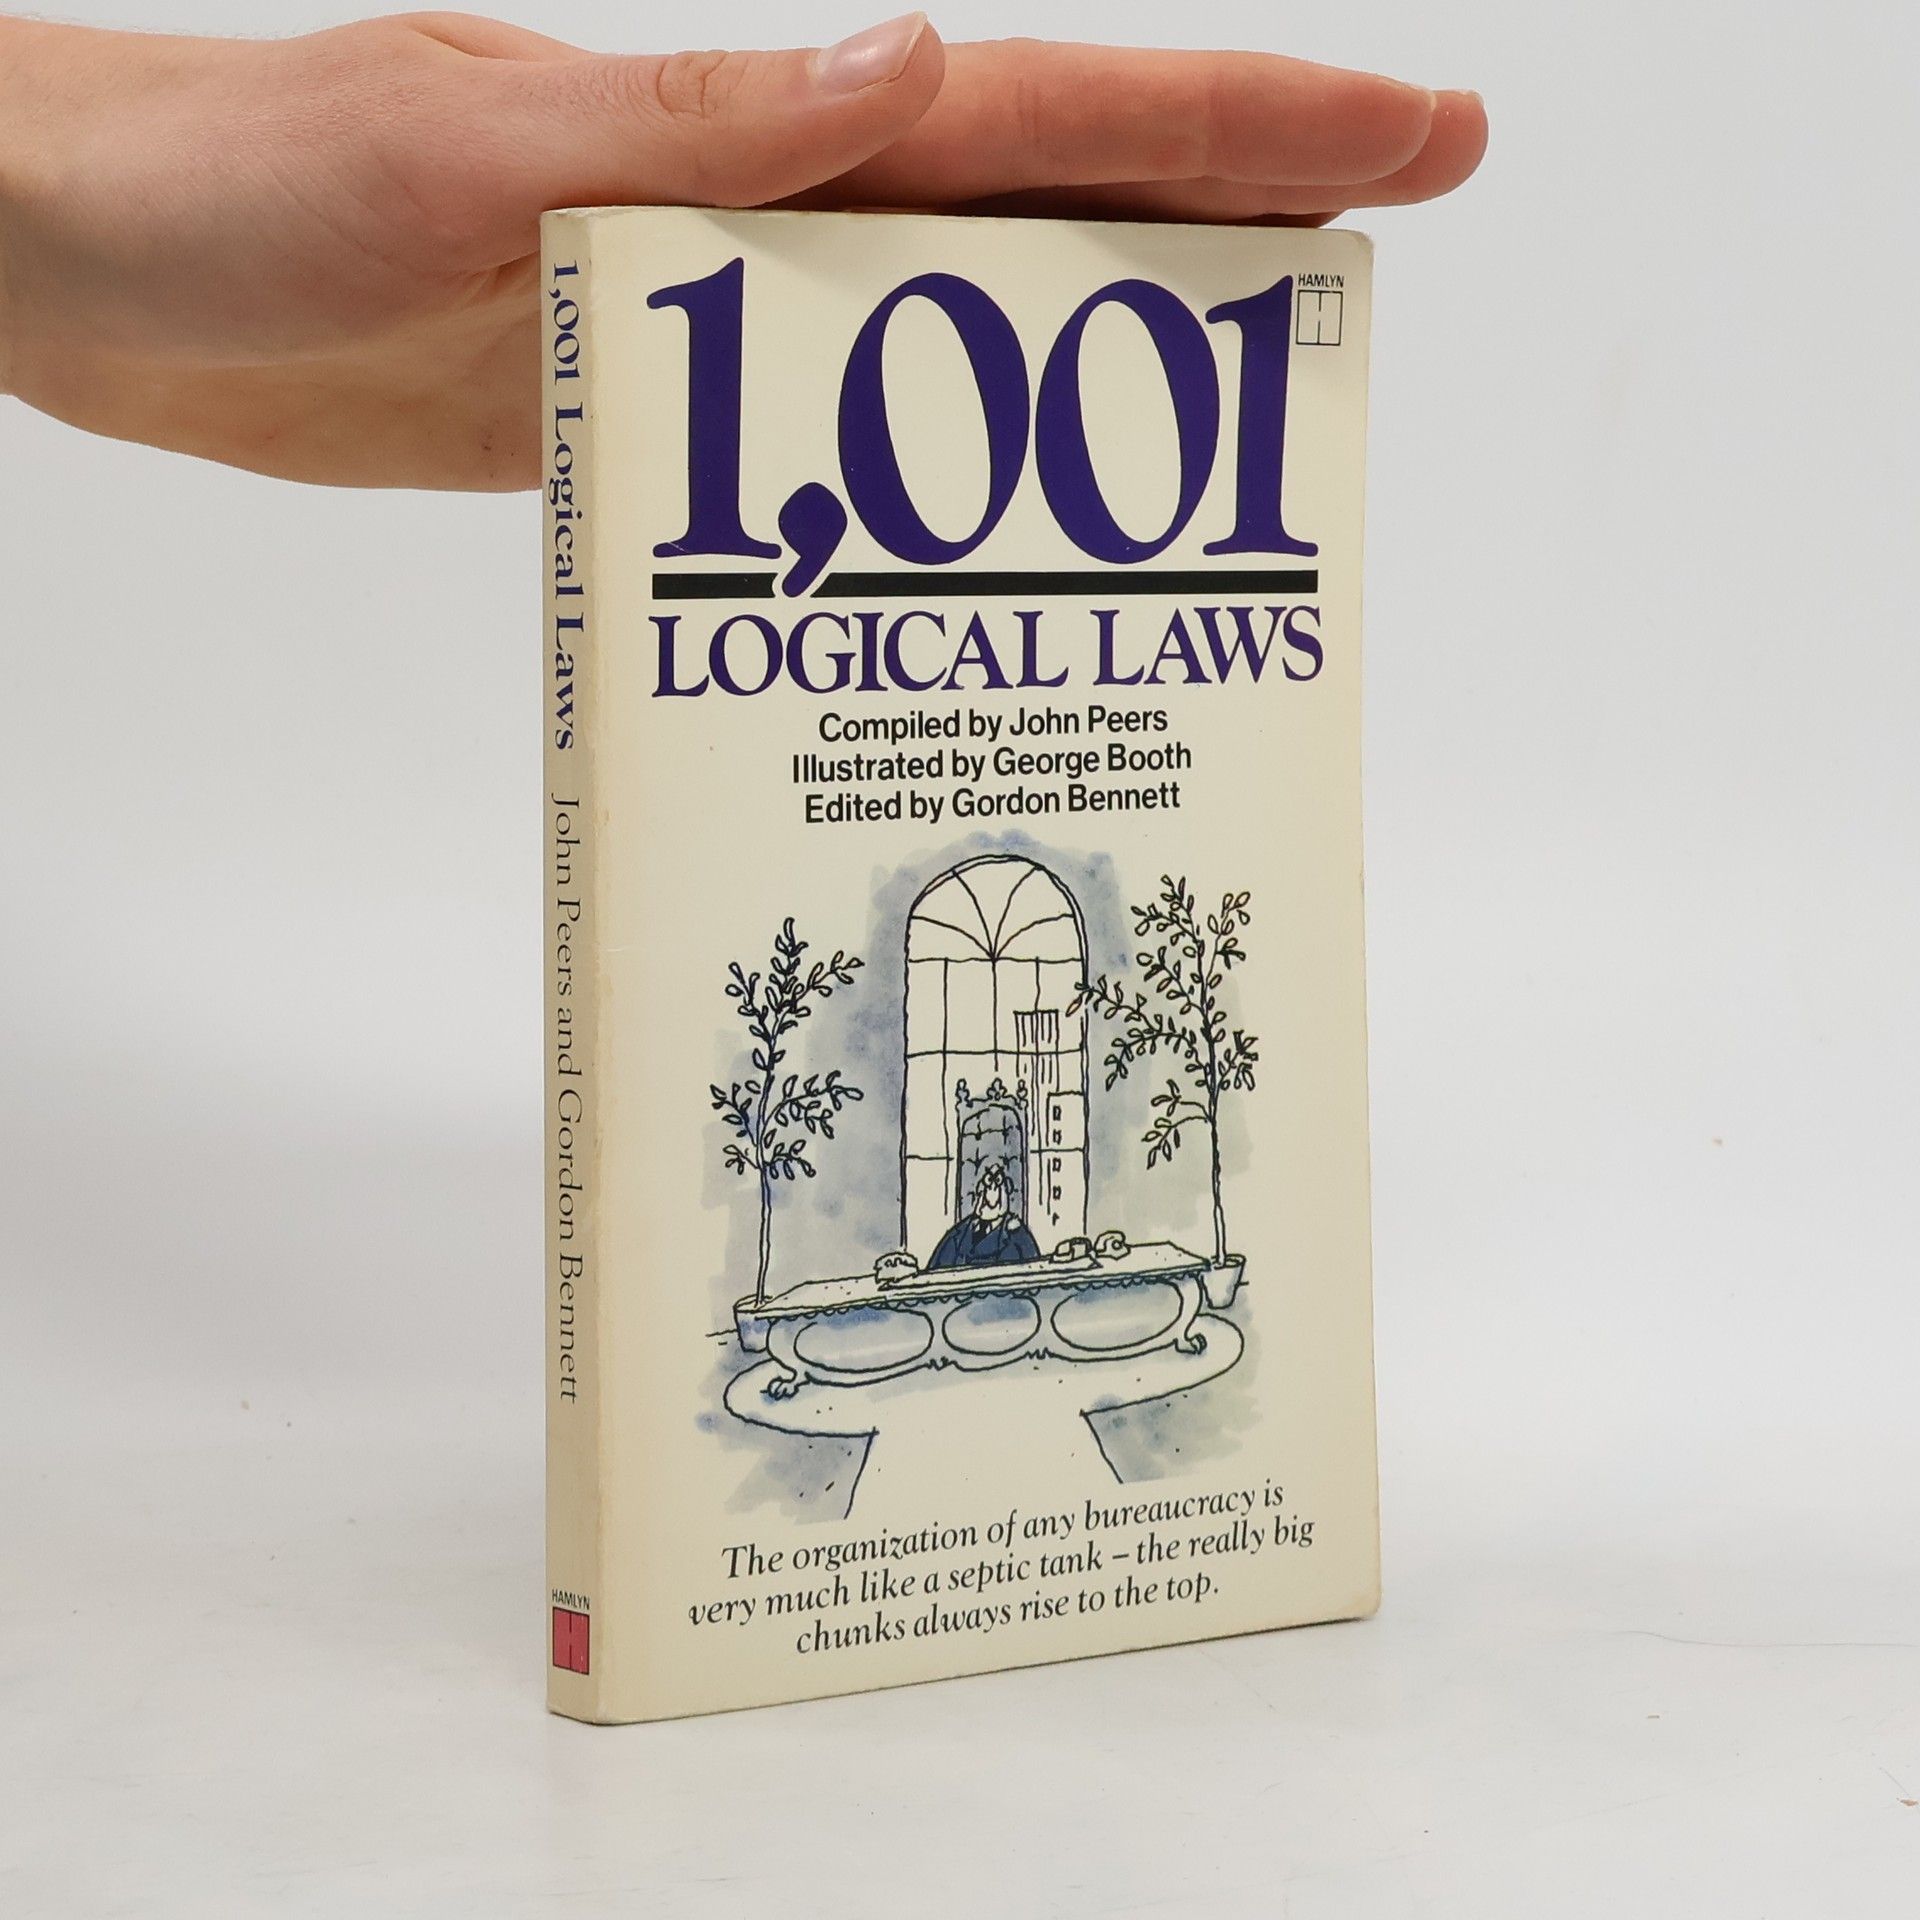 1,001 Logical Laws John Peers and Gordon Bennett
HAMLYN
HAMLYN
1,001
LOGICAL LAWS
Compiled by John Peers
Illustrated by George Booth
Edited by Gordon Bennett
The organization of any bureaucracy is
very much like a septic tank – the really big
chunks always rise to the top.